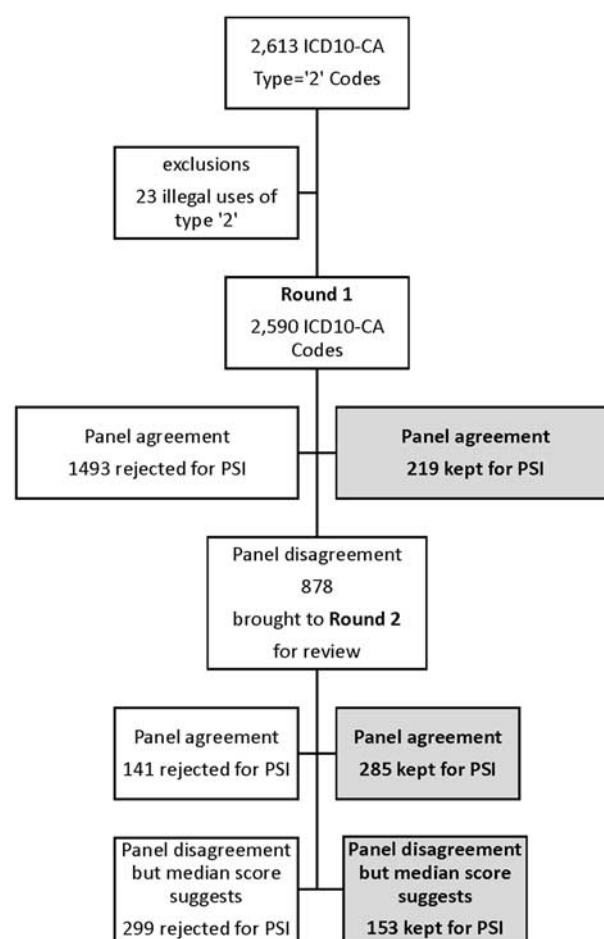 2,613 ICD10-CA
Type='2' Codes
exclusions
23 illegal uses of
type '2'
Round 1
2,590 ICD10-CA
Codes
Panel agreement
1493 rejected for PSI
Panel agreement
219 kept for PSI
Panel disagreement
878
brought to Round 2
for review
Panel agreement
141 rejected for PSI
Panel agreement
285 kept for PSI
Panel disagreement
but median score
suggests
299 rejected for PSI
Panel disagreement
but median score
suggests
153 kept for PSI